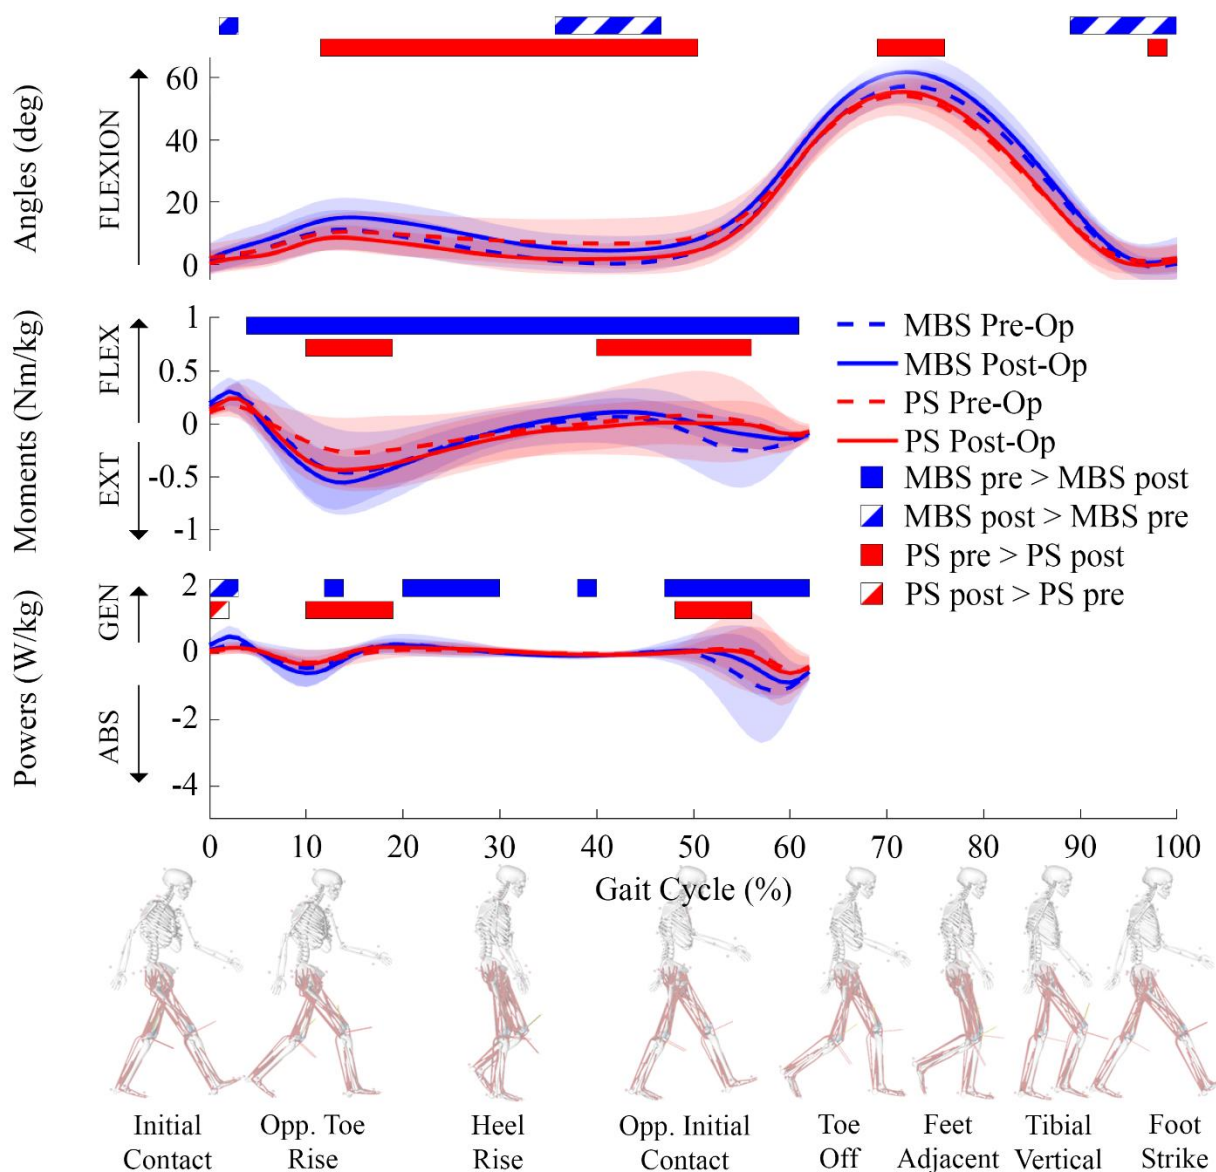 Angles (deg)
FLEXION
60
40
20
0
Moments (Nm/kg)
FLEX
EXT
1
0.5
0
-0.5
-1
MBS Pre-Op
MBS Post-Op
PS Pre-Op
PS Post-Op
MBS pre > MBS post
MBS post > MBS pre
PS pre > PS post
PS post > PS pre
Powers (W/kg)
GEN
ABS
2
0
-2
-4
0 10 20 30 40 50 60 70 80 90 100
Gait Cycle (%)
Initial
Contact
Opp. Toe
Rise
Heel
Rise
Opp. Initial
Contact
Toe
Off
Feet
Adjacent
Tibial
Vertical
Foot
Strike